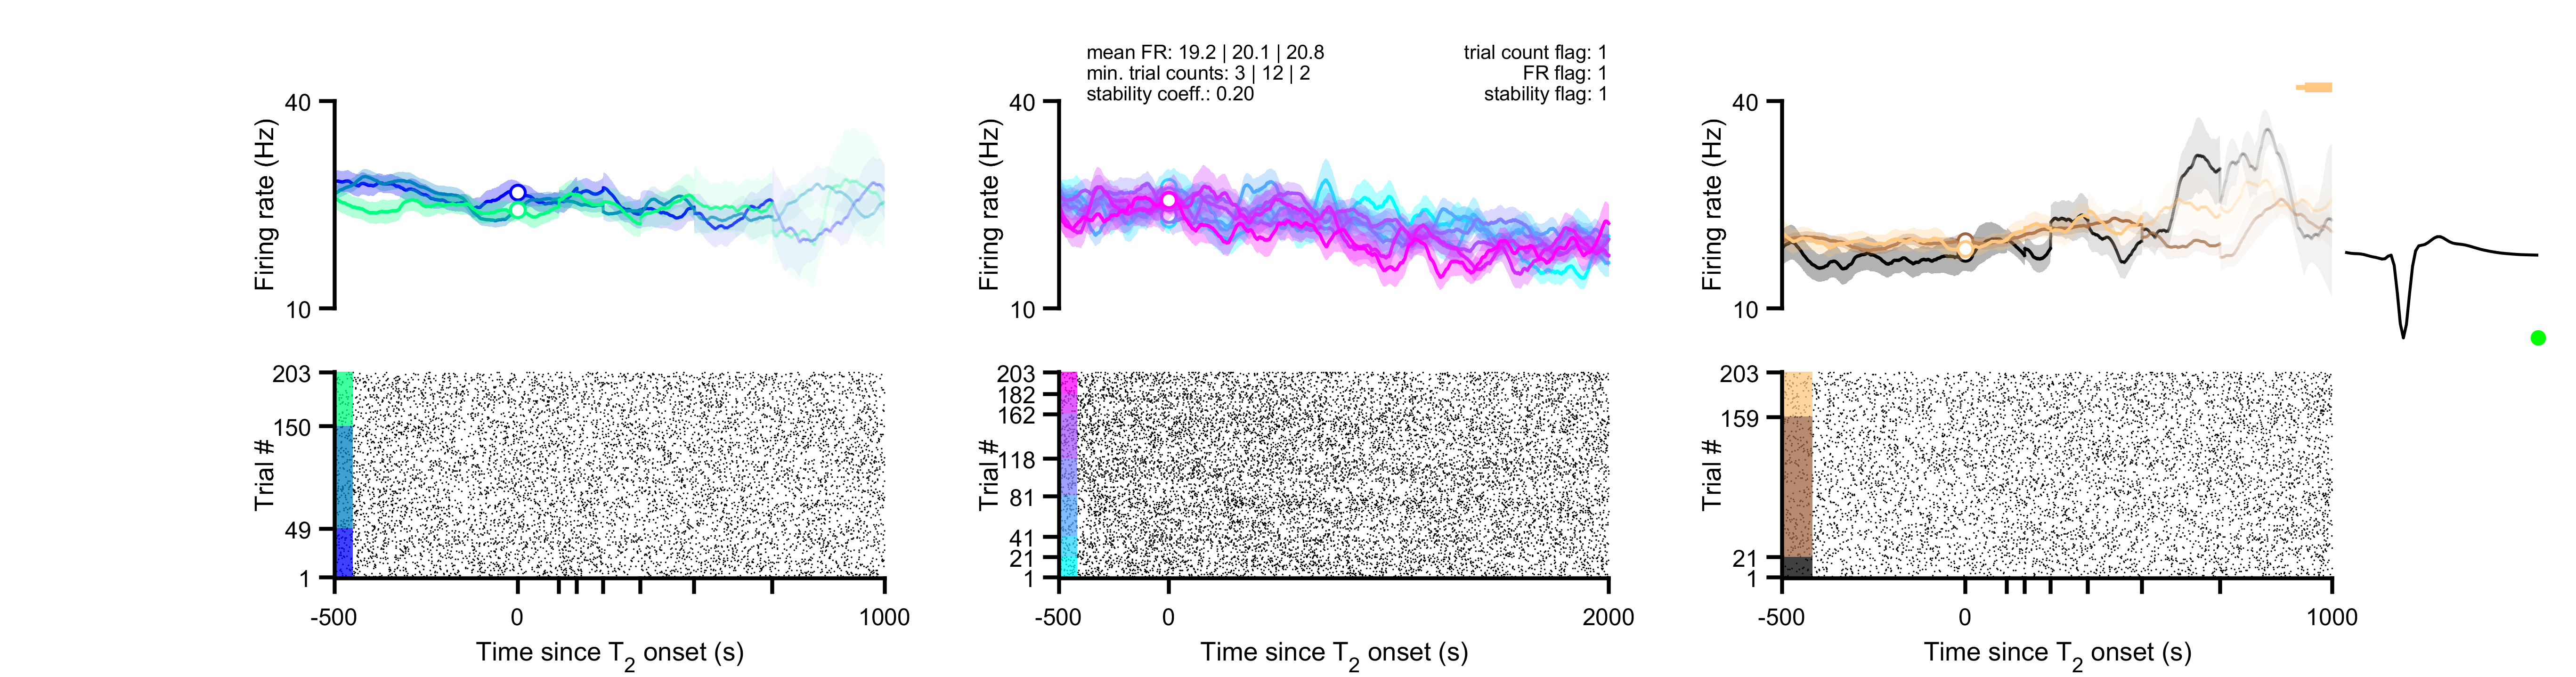 mean FR: 19.2 | 20.1 | 20.8
min. trial counts: 3 | 12 | 2
stability coeff.: 0.20
trial count flag: 1
FR flag: 1
stability flag: 1
40
Firing rate (Hz)
10
203
150
49
1
Trial #
-500
0
1000
Time since T2 onset (s)
40
Firing rate (Hz)
10
203
182
162
118
81
41
21
1
Trial #
-500
0
2000
Time since T2 onset (s)
40
Firing rate (Hz)
10
203
159
21
1
Trial #
-500
0
1000
Time since T2 onset (s)